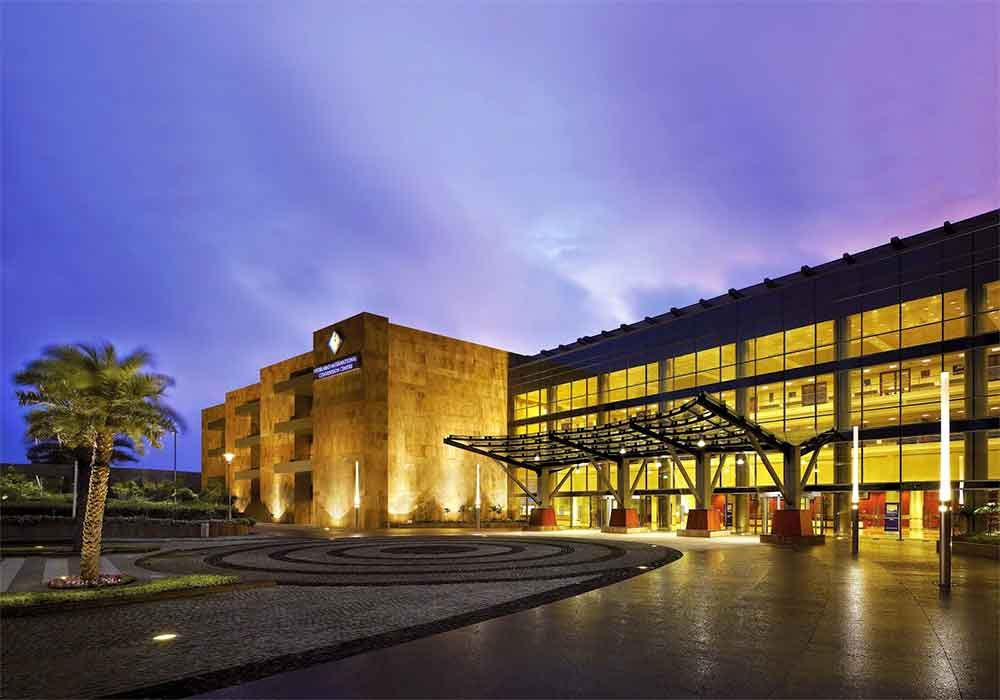 HYDERABAD INTERNATIONAL
CONVENTION CENTRE